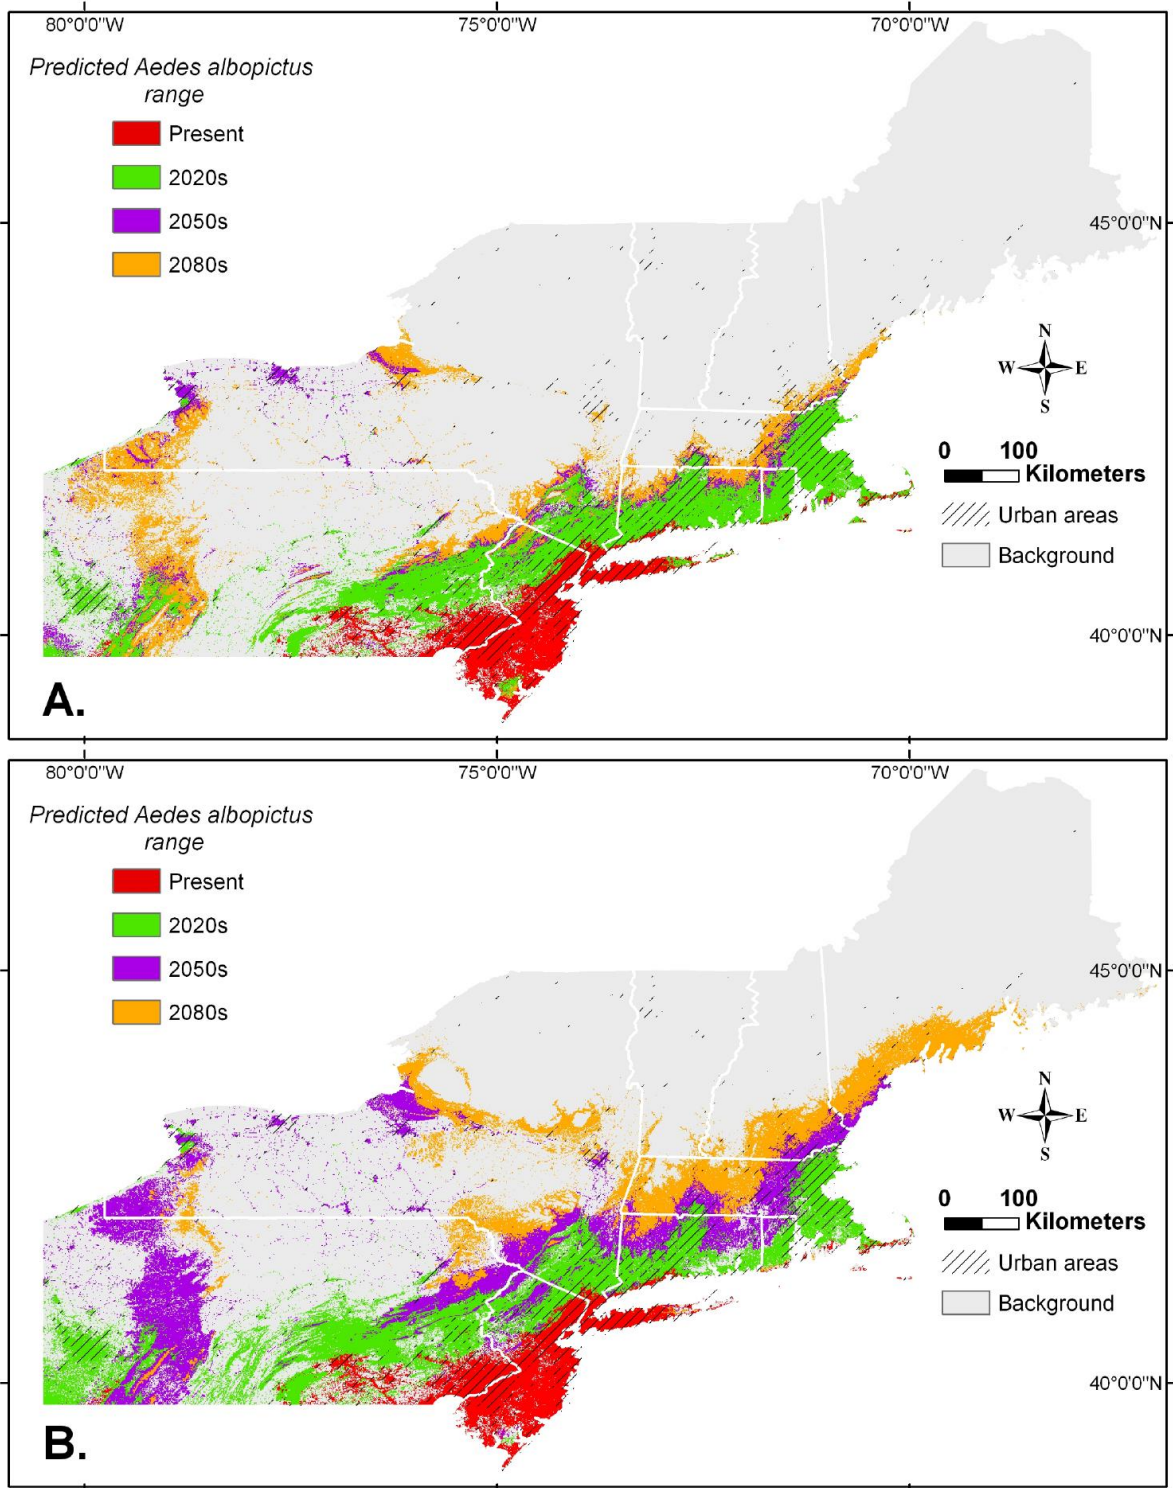 80°0'0"W 75°0'0"W 70°0'0"W
Predicted Aedes albopictus
range
Present
2020s
2050s
2080s
45°0'0"N
N
W E
S
0 100
Kilometers
Urban areas
Background
40°0'0"N
A.
80°0'0"W 75°0'0"W 70°0'0"W
Predicted Aedes albopictus
range
Present
2020s
2050s
2080s
45°0'0"N
N
W E
S
0 100
Kilometers
Urban areas
Background
40°0'0"N
B.